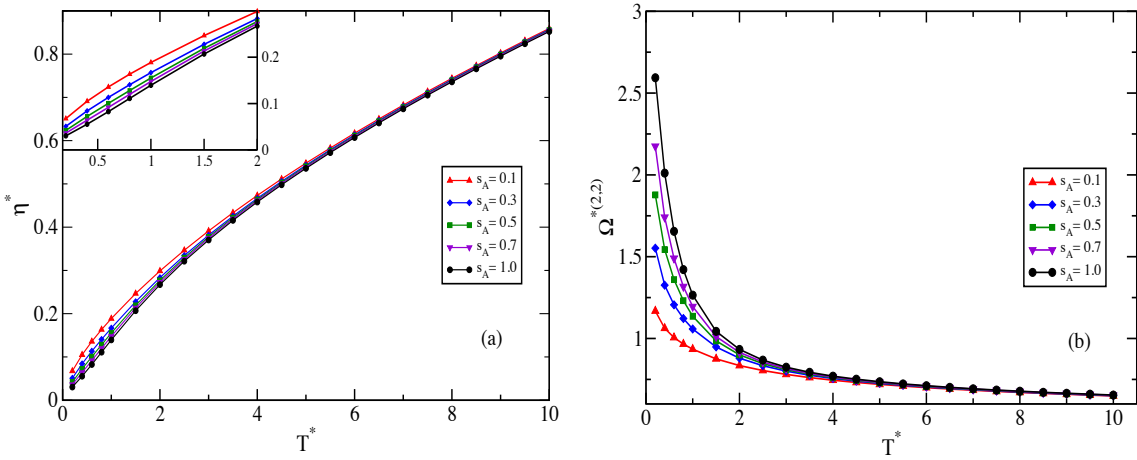 (a)
η*
0.8
0.6
0.4
0.2
0
0 2 4 6 8 10
T*
0.2
0.1
0
0.5 1 1.5 2
s_A = 0.1
s_A = 0.3
s_A = 0.5
s_A = 0.7
s_A = 1.0
(b)
Ω*(2,2)
3
2.5
2
1.5
1
0 2 4 6 8 10
T*
s_A = 0.1
s_A = 0.3
s_A = 0.5
s_A = 0.7
s_A = 1.0